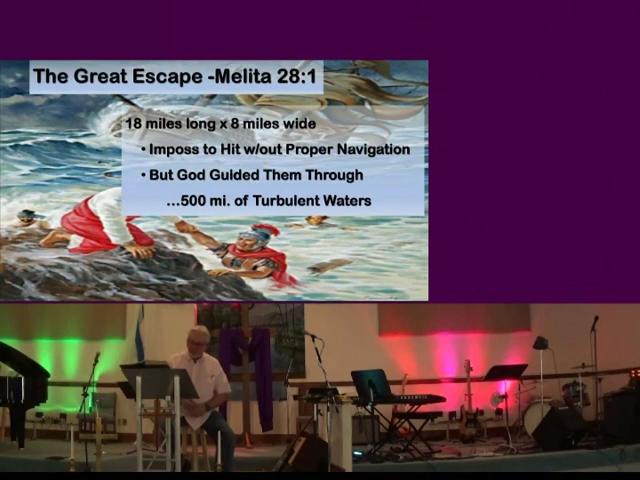 The Great Escape -Melita 28:1
18 miles long x 8 miles wide
• Imposs to Hit w/out Proper Navigation
• But God Guided Them Through
...500 mi. of Turbulent Waters